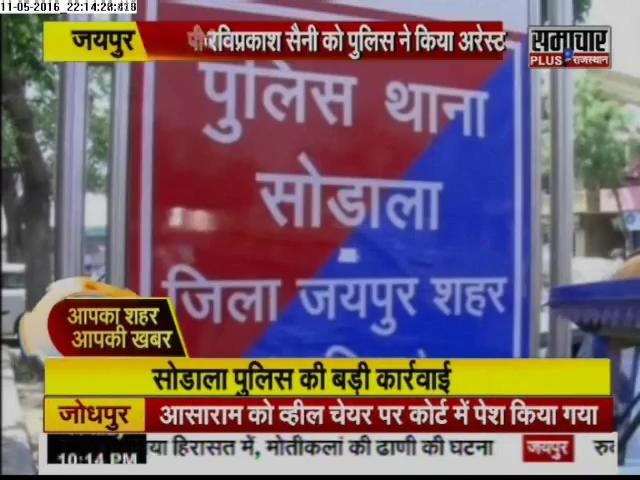 11-05-2016 22:14:28:416
जयपुर
रविप्रकाश सैनी को पुलिस ने किया अरेस्ट
समाचार
PLUS राजस्थान
पुलिस थाना
सोडाला
जिला जयपुर शहर
आपका शहर
आपकी खबर
सोडाला पुलिस की बड़ी कार्रवाई
जोधपुर आसाराम को व्हील चेयर पर कोर्ट में पेश किया गया
10:14 PM हिरासत में, मोतीकलां की ढाणी की घटना जयपुर